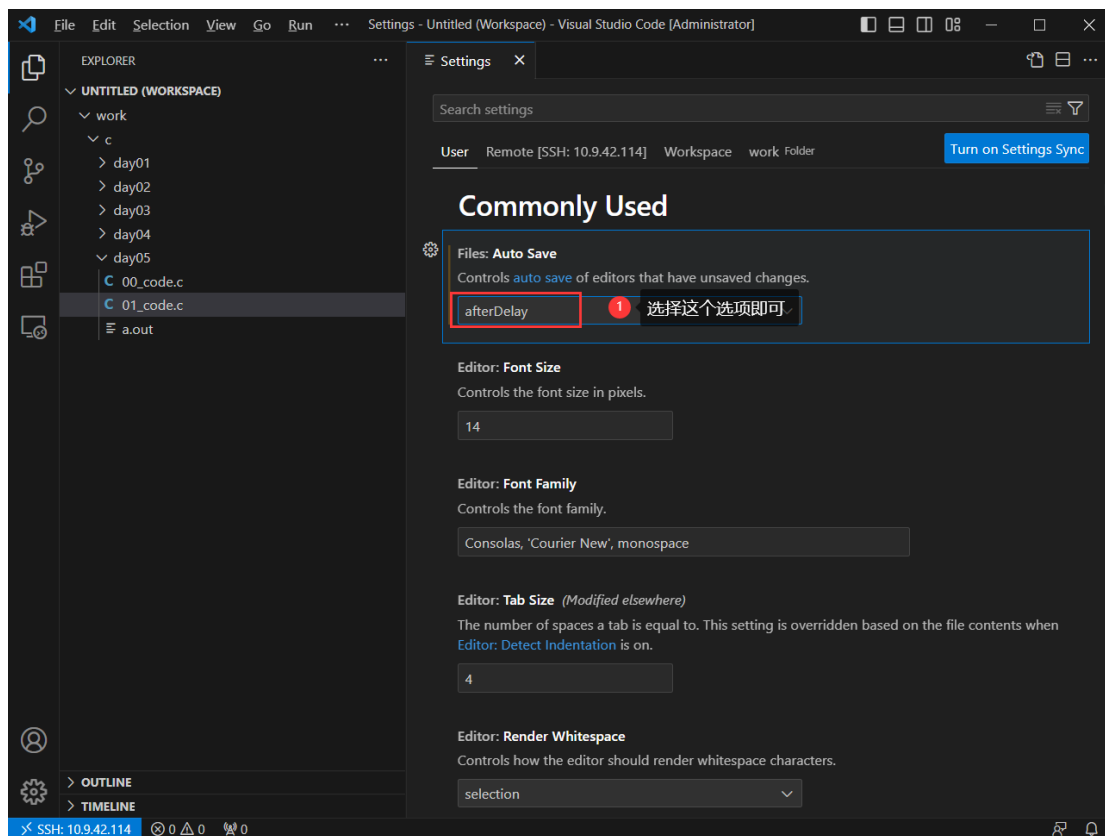 File Edit Selection View Go Run ··· Settings - Untitled (Workspace) - Visual Studio Code [Administrator]
EXPLORER ···
UNTITLED (WORKSPACE)
work
c
day01
day02
day03
day04
day05
C 00_code.c
C 01_code.c
a.out
OUTLINE
TIMELINE
Settings
Search settings
User Remote [SSH: 10.9.42.114] Workspace work Folder
Turn on Settings Sync
Commonly Used
Files: Auto Save
Controls auto save of editors that have unsaved changes.
afterDelay 1 选择这个选项即可
Editor: Font Size
Controls the font size in pixels.
14
Editor: Font Family
Controls the font family.
Consolas, 'Courier New', monospace
Editor: Tab Size (Modified elsewhere)
The number of spaces a tab is equal to. This setting is overridden based on the file contents when
Editor: Detect Indentation is on.
4
Editor: Render Whitespace
Controls how the editor should render whitespace characters.
selection
SSH: 10.9.42.114 0 0 0